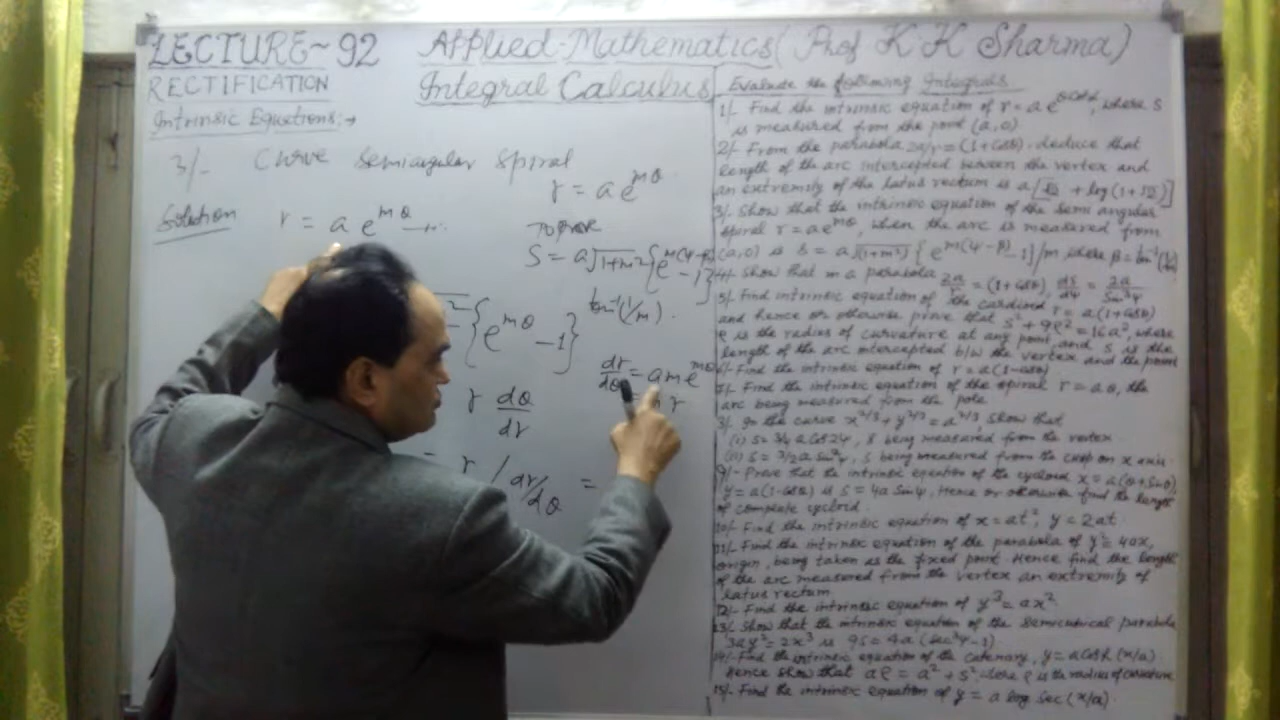 LECTURE~92 Applied-Mathematics( Prof K K Sharma)
RECTIFICATION Integral Calculus
Intrinsic Equations:→
3/- Curve Semiangular Spiral
r = a e^{mθ}
Solution r = a e^{mθ}
To prove
S = a√(1+m²) {e^{m(ψ-β)} -1}
{e^{mθ} -1} tan⁻¹(1/m).
dr/dθ = a m e^{mθ}
r dθ/dr
r / dr/dθ =
Evaluate the following Integrals
1/- Find the intrinsic equation of r = a e^{θ cot α}, where s
is measured from the point (a,0)
2/- From the parabola 2a/r = (1+Cosθ), deduce that
length of the arc intercepted between the vertex and
an extremity of the latus rectum is a[√2 + log(1+√2)]
3/- Show that the intrinsic equation of the semi angular
spiral r = ae^{mθ}, when the arc is measured from
(a,0) is s = a√(1+m²) { e^{m(ψ-β)} -1}/m, where β = tan⁻¹(1/m)
4/- Show that in a parabola 2a/r = (1+cosθ), ds/dψ = 2a/Sin³ψ
5/- Find intrinsic equation of the cardioid r = a(1+cosθ)
and hence or otherwise prove that s²+9ρ²=16a², where
ρ is the radius of curvature at any point, and s is the
length of the arc intercepted b/w the vertex and the point
6/- Find the intrinsic equation of r = a(1-cosθ)
7/- Find the intrinsic equation of the spiral r = aθ, the
arc being measured from the pole
3/- In the curve x^{2/3} + y^{2/3} = a^{2/3}, Show that
(i) s = 3/4 a Cos2ψ, s being measured from the vertex
(ii) s = 3/2 a sin²ψ, s being measured from the cusp on x axis.
9/- Prove that the intrinsic equation of the cycloid x = a(θ+Sinθ)
y = a(1-Cosθ) is s = 4a Sinψ, Hence or otherwise find the length
of complete cycloid.
10/- Find the intrinsic equation of x = at², y = 2at.
11/- Find the intrinsic equation of the parabola of y² = 4ax,
origin, being taken as the fixed point. Hence find the length
of the arc measured from the vertex an extremity of
latus rectum
12/- Find the intrinsic equation of y³ = ax²
13/- Show that the intrinsic equation of the Semicubical parabola
3ay² = 2x³ is 9s = 4a (sec³ψ-1)
14/- Find the intrinsic equation of the catenary, y = a Cosh(x/a)
Hence show that aρ = a² + s², where ρ is the radius of curvature
15/- Find the intrinsic equation of y = a log sec (x/a).